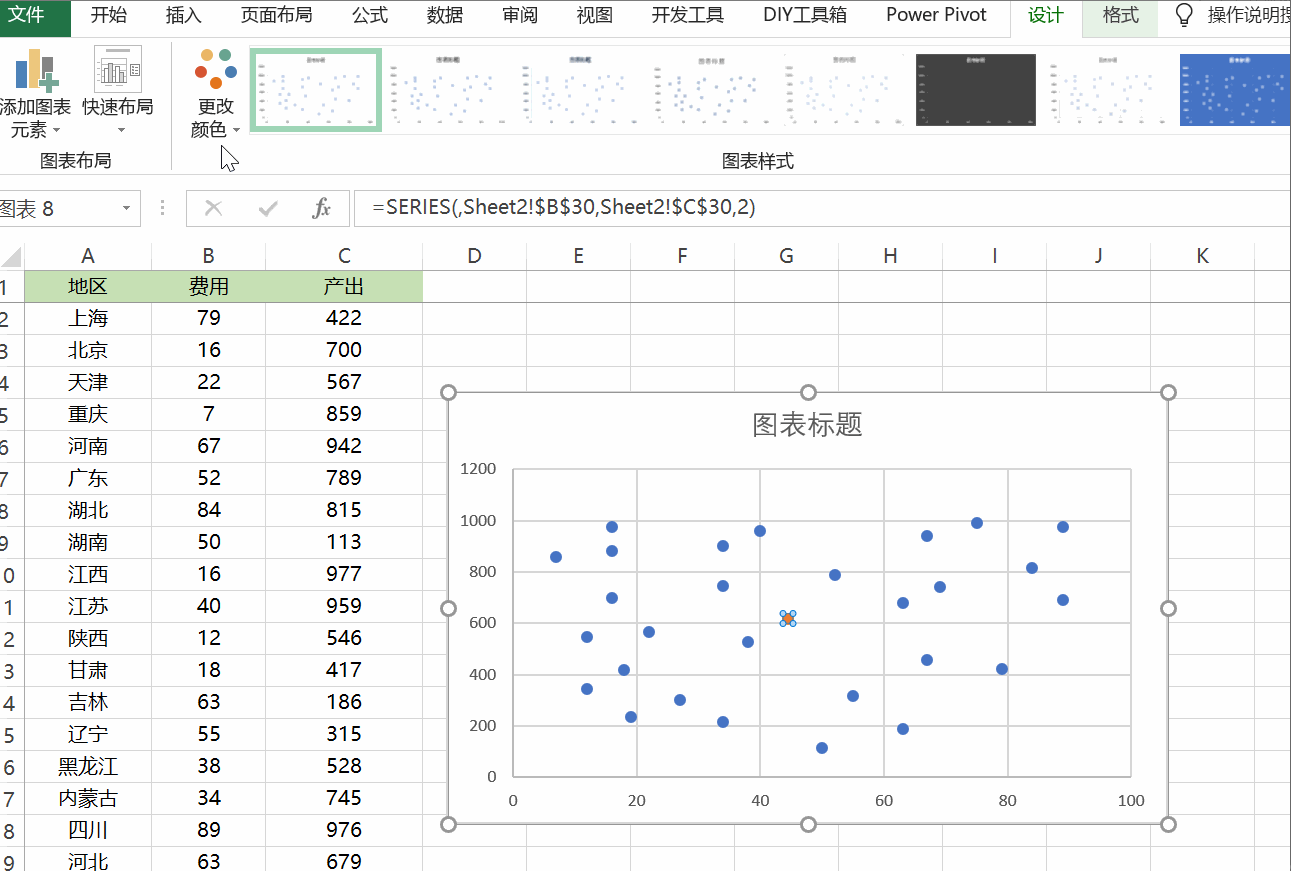 文件 开始 插入 页面布局 公式 数据 审阅 视图 开发工具 DIY工具箱 Power Pivot 设计 格式 操作说明搜
添加图表
元素
快速布局
更改
颜色
图表布局
图表样式
图表 8
fx
=SERIES(,Sheet2!$B$30,Sheet2!$C$30,2)
A B C D E F G H I J K
1 地区 费用 产出
2 上海 79 422
3 北京 16 700
4 天津 22 567
5 重庆 7 859
6 河南 67 942
7 广东 52 789
8 湖北 84 815
9 湖南 50 113
0 江西 16 977
1 江苏 40 959
2 陕西 12 546
3 甘肃 18 417
4 吉林 63 186
5 辽宁 55 315
6 黑龙江 38 528
7 内蒙古 34 745
8 四川 89 976
9 河北 63 679
图表标题
1200
1000
800
600
400
200
0
0 20 40 60 80 100